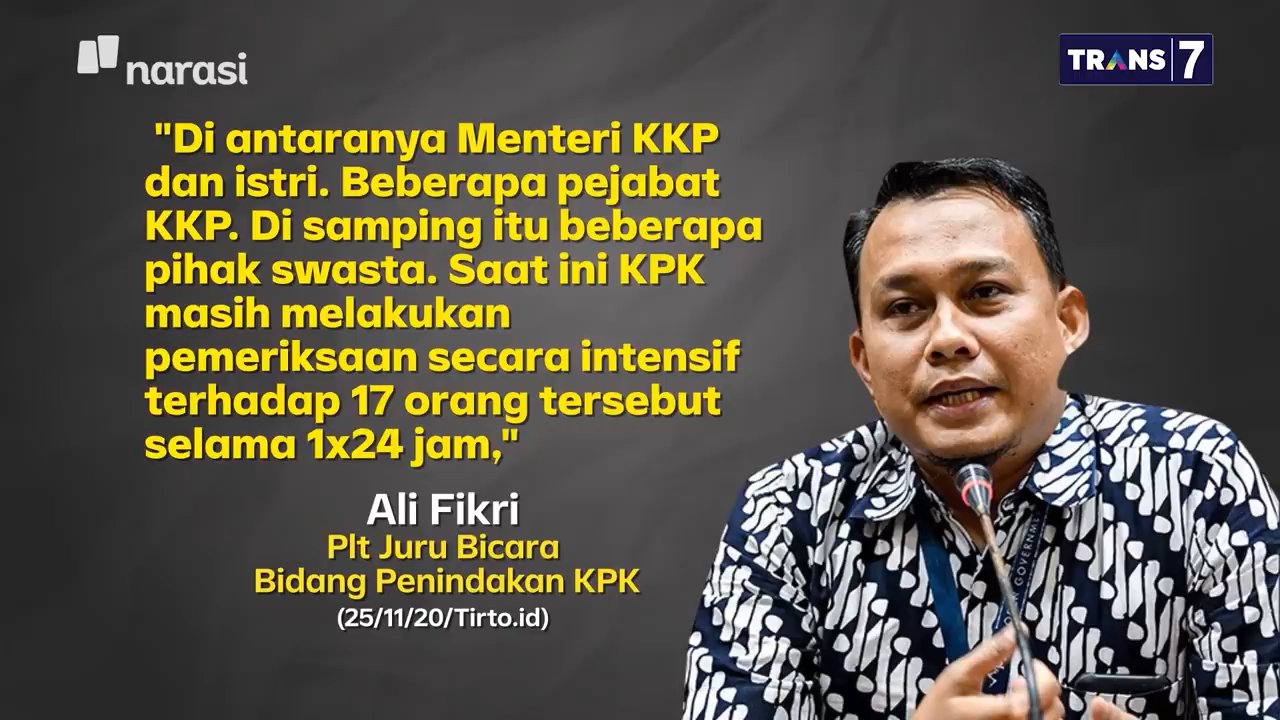 narasi
TRANS 7
"Di antaranya Menteri KKP
dan istri. Beberapa pejabat
KKP. Di samping itu beberapa
pihak swasta. Saat ini KPK
masih melakukan
pemeriksaan secara intensif
terhadap 17 orang tersebut
selama 1x24 jam,"
Ali Fikri
Plt Juru Bicara
Bidang Penindakan KPK
(25/11/20/Tirto.id)